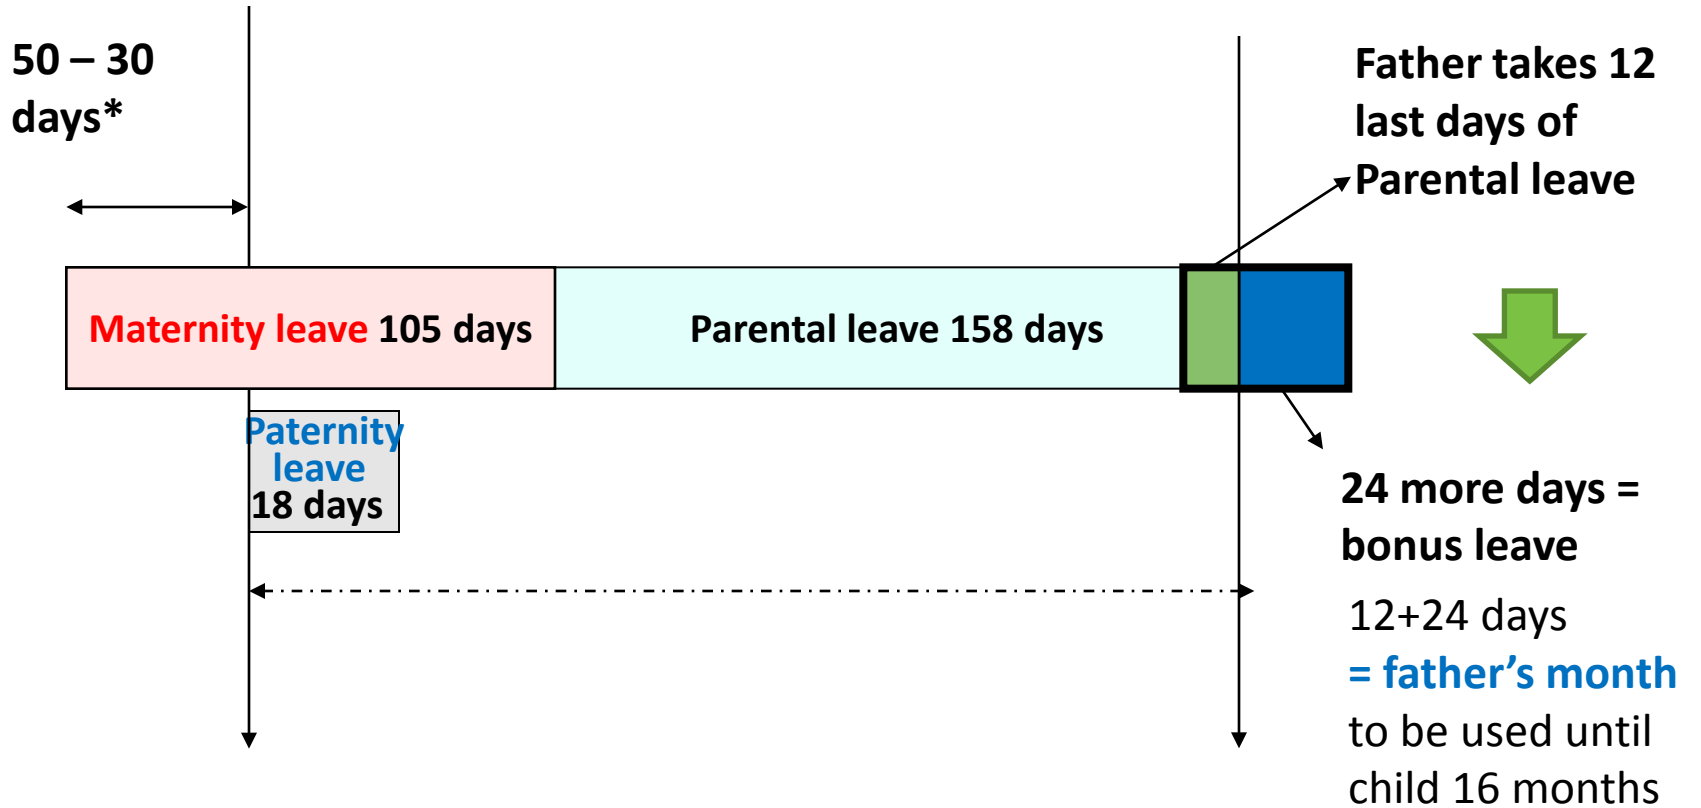 50 – 30
days*
Father takes 12
last days of
Parental leave
Maternity leave 105 days
Parental leave 158 days
Paternity
leave
18 days
24 more days =
bonus leave
12+24 days
= father’s month
to be used until
child 16 months